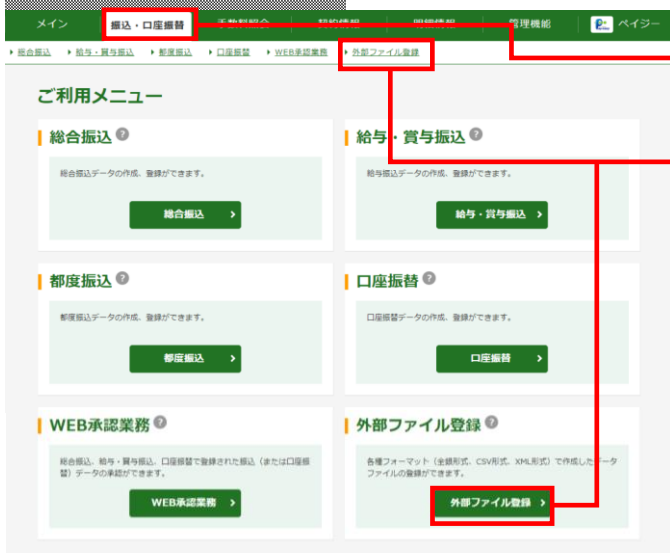 メイン 振込・口座振替 手数料照会 契約情報 明細情報 管理機能 ペイジー
総合振込 給与・賞与振込 都度振込 口座振替 WEB承認業務 外部ファイル登録
ご利用メニュー
総合振込 ?
総合振込データの作成、登録ができます。
総合振込
給与・賞与振込 ?
給与振込データの作成、登録ができます。
給与・賞与振込
都度振込 ?
都度振込データの作成、登録ができます。
都度振込
口座振替 ?
口座振替データの作成、登録ができます。
口座振替
WEB承認業務 ?
総合振込、給与・賞与振込、口座振替で登録された振込（または口座振
替）データの承認ができます。
WEB承認業務
外部ファイル登録 ?
各種フォーマット（全銀形式、CSV形式、XML形式）で作成したデータ
ファイルの登録ができます。
外部ファイル登録